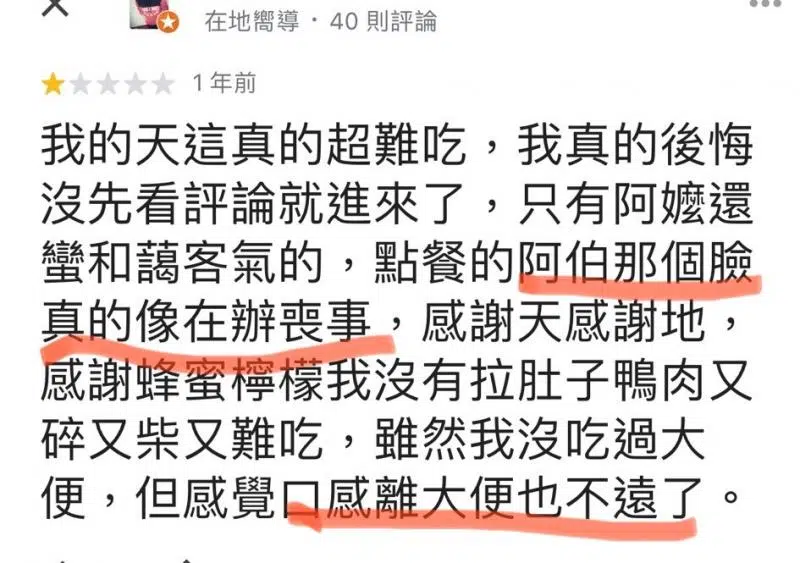 在地嚮導・40 則評論
1 年前
我的天這真的超難吃，我真的後悔
沒先看評論就進來了，只有阿嬤還
蠻和藹客氣的，點餐的阿伯那個臉
真的像在辦喪事，感謝天感謝地，
感謝蜂蜜檸檬我沒有拉肚子鴨肉又
碎又柴又難吃，雖然我沒吃過大
便，但感覺口感離大便也不遠了。